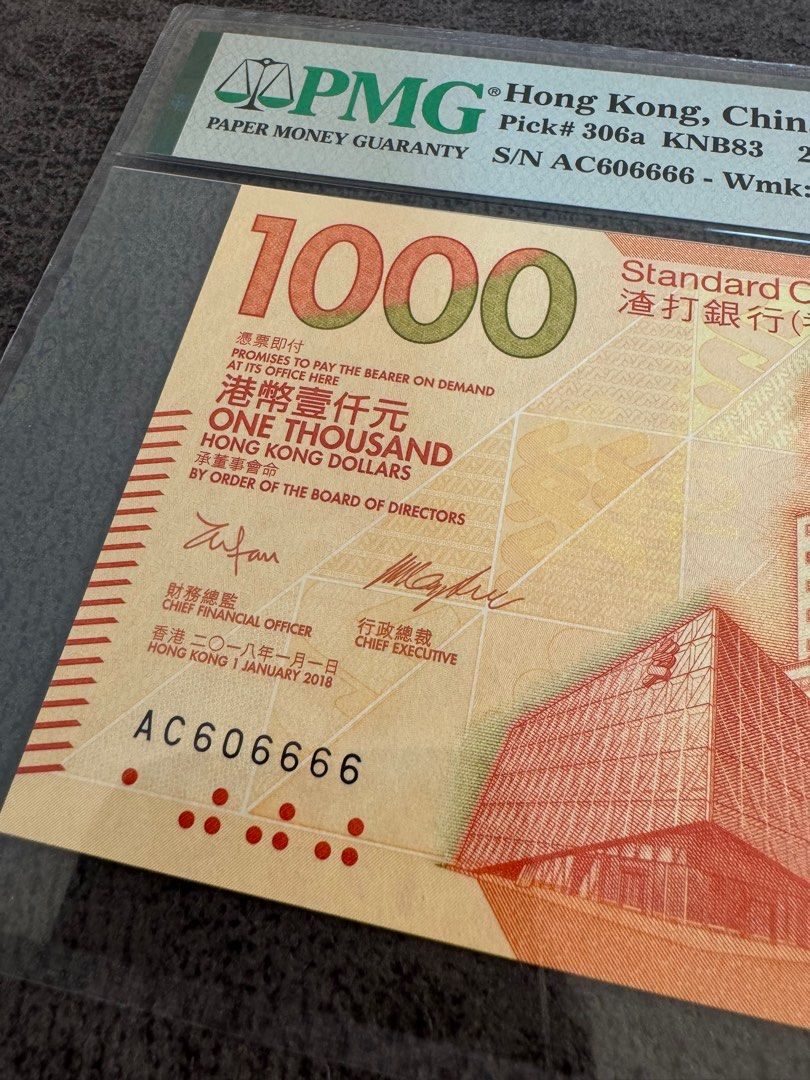 PMG® Hong Kong, Chin
PAPER MONEY GUARANTY
Pick# 306a KNB83 2
S/N AC606666 - Wmk:
1000
Standard C
渣打銀行(
憑票即付
PROMISES TO PAY THE BEARER ON DEMAND
AT ITS OFFICE HERE
港幣壹仟元
ONE THOUSAND
HONG KONG DOLLARS
承董事會命
BY ORDER OF THE BOARD OF DIRECTORS
財務總監
CHIEF FINANCIAL OFFICER
行政總裁
CHIEF EXECUTIVE
香港 二〇一八年一月一日
HONG KONG 1 JANUARY 2018
AC606666